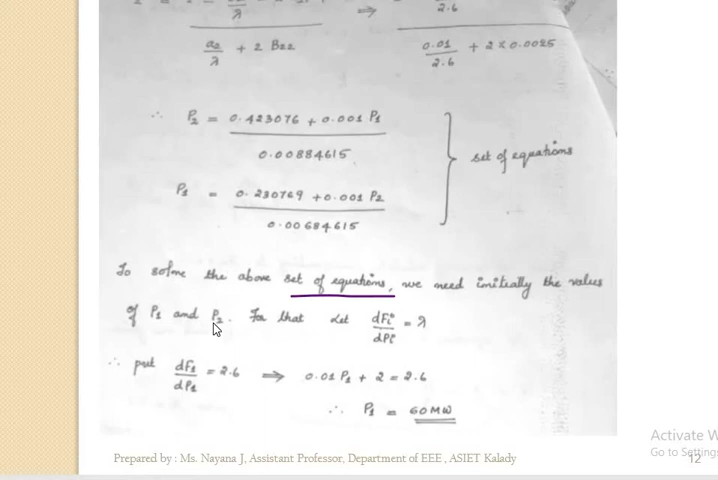 a2/λ
⇒ 2.6
a2/λ + 2 B22
0.01/2.6 + 2 × 0.0025
∴ P2 = 0.423076 + 0.001 P1 / 0.00884615
P1 = 0.230769 + 0.001 P2 / 0.00684615
set of equations
To solve the above set of equations, we need initially the values
of P1 and P2. For that let dFi/dPi = λ
∴ put dF1/dP1 = 2.6 ⇒ 0.01 P1 + 2 = 2.6
∴ P1 = 60 MW
Activate W
Go to Settings
Prepared by : Ms. Nayana J, Assistant Professor, Department of EEE , ASIET Kalady
12